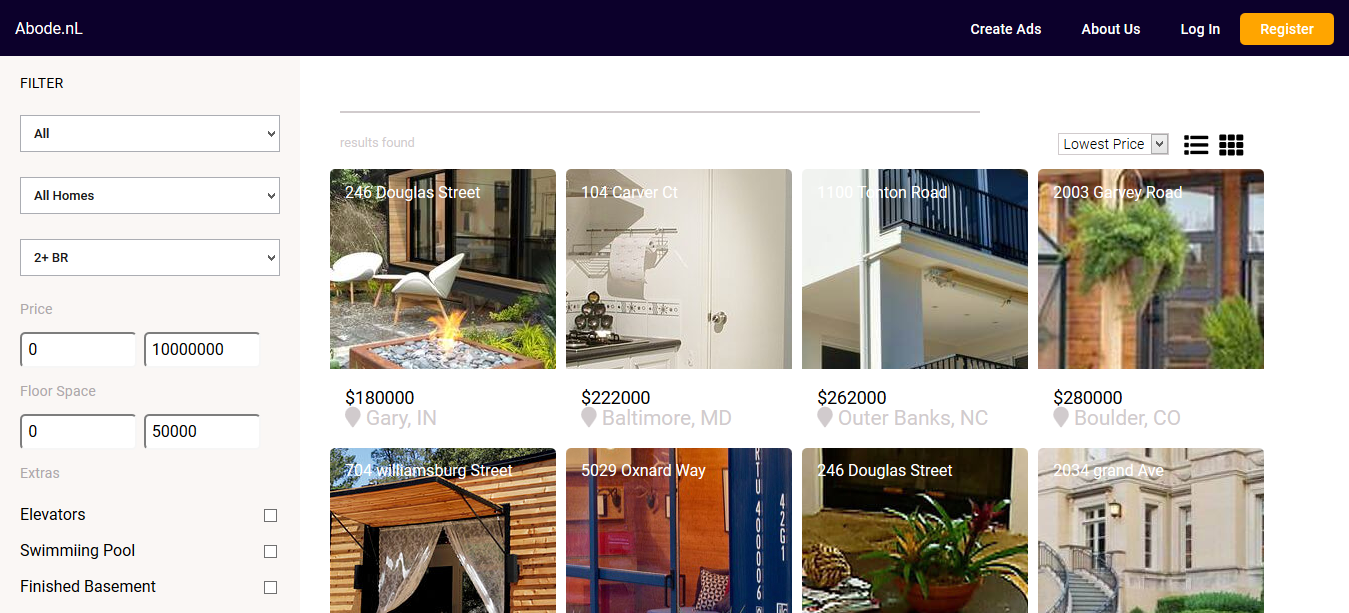 Abode.nL
Create Ads
About Us
Log In
Register
FILTER
All
All Homes
2+ BR
Price
0
10000000
Floor Space
0
50000
Extras
Elevators
Swimmiing Pool
Finished Basement
results found
Lowest Price
246 Douglas Street
104 Carver Ct
1100 Tonton Road
2003 Garvey Road
$180000
$222000
$262000
$280000
Gary, IN
Baltimore, MD
Outer Banks, NC
Boulder, CO
704 williamsburg Street
5029 Oxnard Way
246 Douglas Street
2034 grand Ave